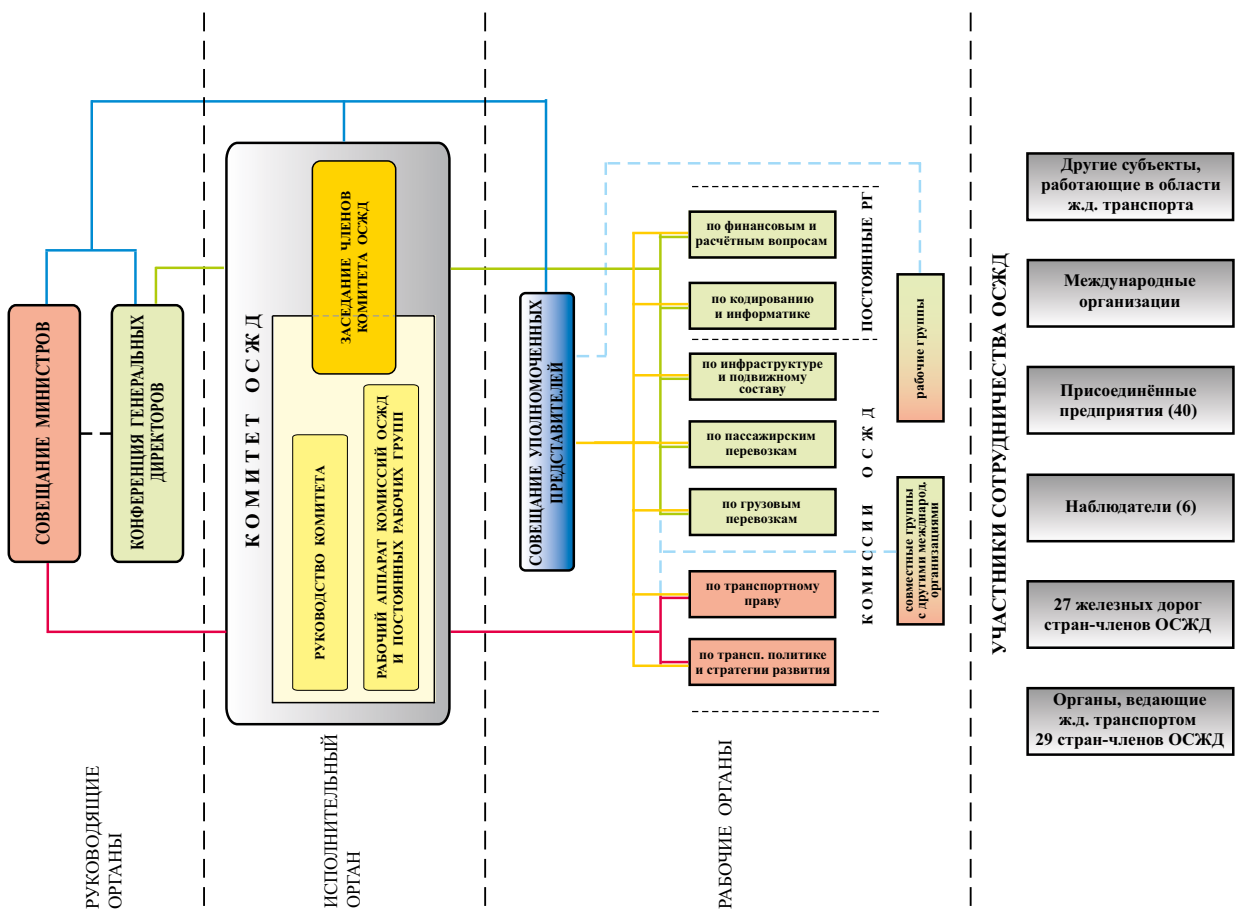 РУКОВОДЯЩИЕ
ОРГАНЫ
СОВЕЩАНИЕ МИНИСТРОВ
КОНФЕРЕНЦИЯ ГЕНЕРАЛЬНЫХ
ДИРЕКТОРОВ
ИСПОЛНИТЕЛЬНЫЙ
ОРГАН
КОМИТЕТ ОСЖД
РУКОВОДСТВО КОМИТЕТА
РАБОЧИЙ АППАРАТ КОМИССИЙ ОСЖД
И ПОСТОЯННЫХ РАБОЧИХ ГРУПП
ЗАСЕДАНИЕ ЧЛЕНОВ
КОМИТЕТА ОСЖД
РАБОЧИЕ ОРГАНЫ
СОВЕЩАНИЕ УПОЛНОМОЧЕННЫХ
ПРЕДСТАВИТЕЛЕЙ
по трансп. политике
и стратегии развития
по транспортному
праву
по грузовым
перевозкам
по пассажирским
перевозкам
по инфраструктуре
и подвижному
составу
по кодированию
и информатике
по финансовым и
расчётным вопросам
КОМИССИИ ОСЖД
ПОСТОЯННЫЕ РГ
совместные группы
с другими международ.
организациями
рабочие группы
УЧАСТНИКИ СОТРУДНИЧЕСТВА ОСЖД
Органы, ведающие
ж.д. транспортом
29 стран-членов ОСЖД
27 железных дорог
стран-членов ОСЖД
Наблюдатели (6)
Присоединённые
предприятия (40)
Международные
организации
Другие субъекты,
работающие в области
ж.д. транспорта